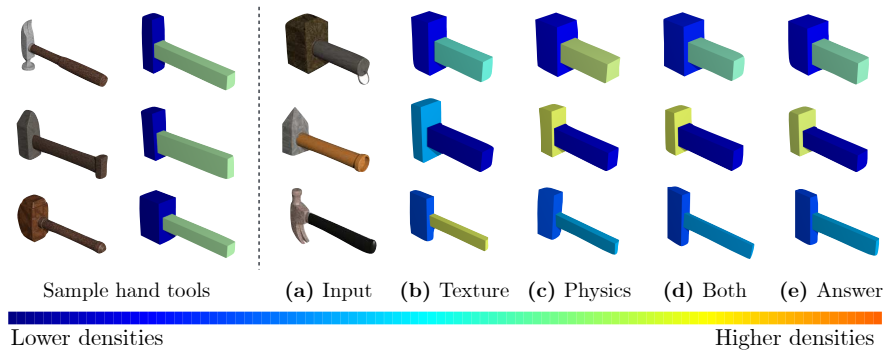 Sample hand tools
(a) Input
(b) Texture
(c) Physics
(d) Both
(e) Answer
Lower densities
Higher densities